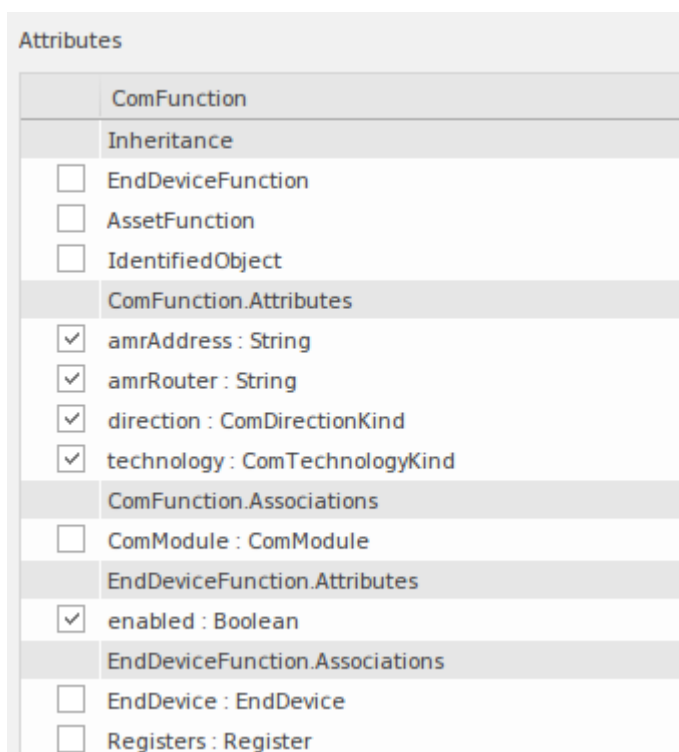 Attributes
ComFunction
Inheritance
EndDeviceFunction
AssetFunction
IdentifiedObject
ComFunction.Attributes
amrAddress : String
amrRouter : String
direction : ComDirectionKind
technology : ComTechnologyKind
ComFunction.Associations
ComModule : ComModule
EndDeviceFunction.Attributes
enabled : Boolean
EndDeviceFunction.Associations
EndDevice : EndDevice
Registers : Register